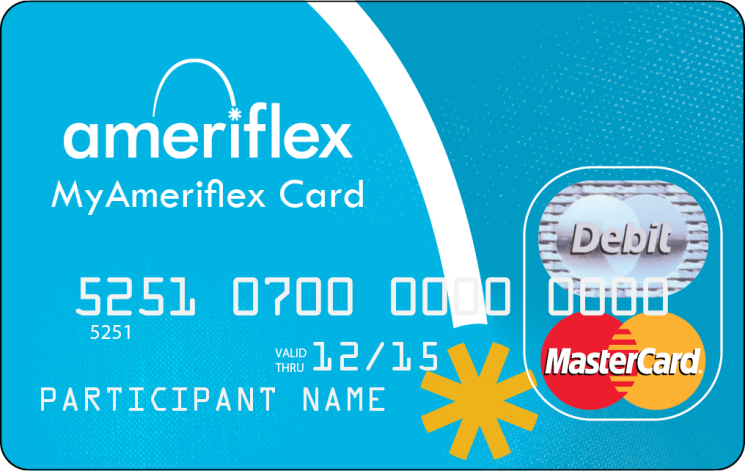 ameriflex
MyAmeriflex Card
Debit
5251 0700 0000 0000
5251
VALID THRU 12/15
MasterCard
PARTICIPANT NAME